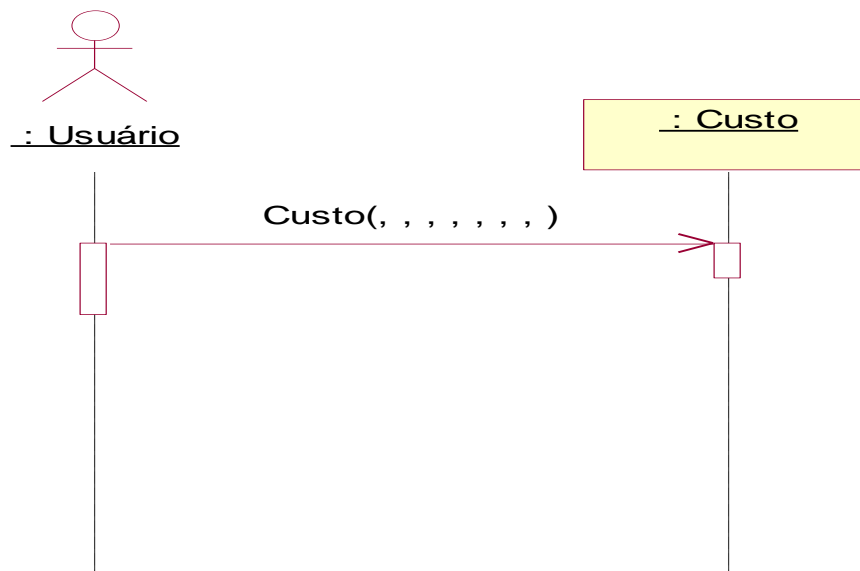 _: Usuário
_: Custo
Custo(, , , , , , , )